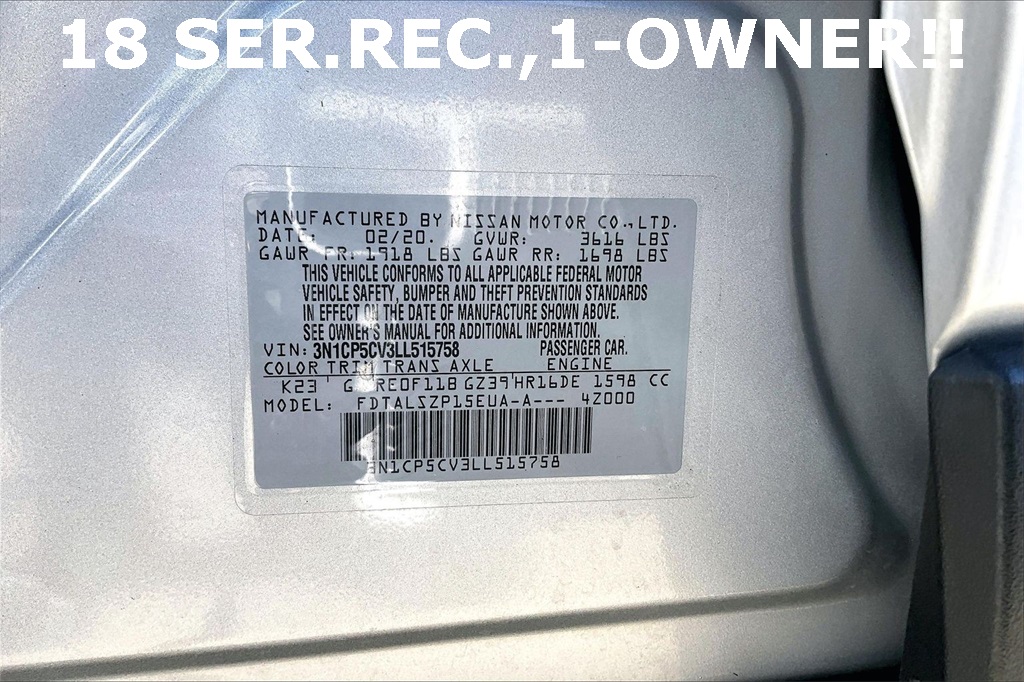 18 SER.REC.,1-OWNER!!
MANUFACTURED BY NISSAN MOTOR CO.,LTD.
DATE: 02/20. GVWR: 3616 LBS
GAWR FR: 1918 LBS GAWR RR: 1698 LBS
THIS VEHICLE CONFORMS TO ALL APPLICABLE FEDERAL MOTOR
VEHICLE SAFETY, BUMPER AND THEFT PREVENTION STANDARDS
IN EFFECT ON THE DATE OF MANUFACTURE SHOWN ABOVE.
SEE OWNER'S MANUAL FOR ADDITIONAL INFORMATION.
VIN: 3N1CP5CV3LL515758 PASSENGER CAR.
COLOR TRIM TRANS AXLE ENGINE
K23 G RE0F11B GZ39 HR16DE 1598 CC
MODEL: FDTALSZP15EUA-A--- 4Z000
3N1CP5CV3LL515758